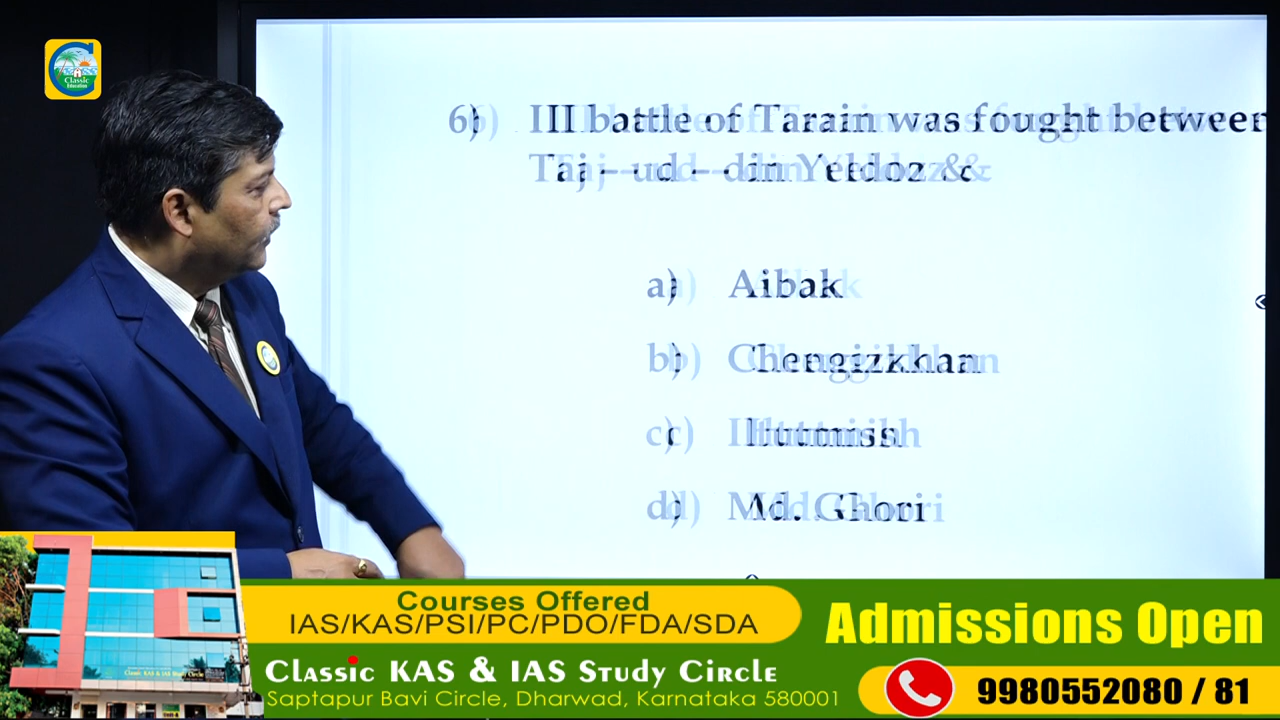 Classic
Education
6) III battle of Tarain was fought between
Taj – ud – din Yeldoz &
a) Aibak
b) Chengizkhan
c) Iltutmish
d) Md. Ghori
Courses Offered
IAS/KAS/PSI/PC/PDO/FDA/SDA
Admissions Open
Classic KAS & IAS Study Circle
Saptapur Bavi Circle, Dharwad, Karnataka 580001
9980552080 / 81